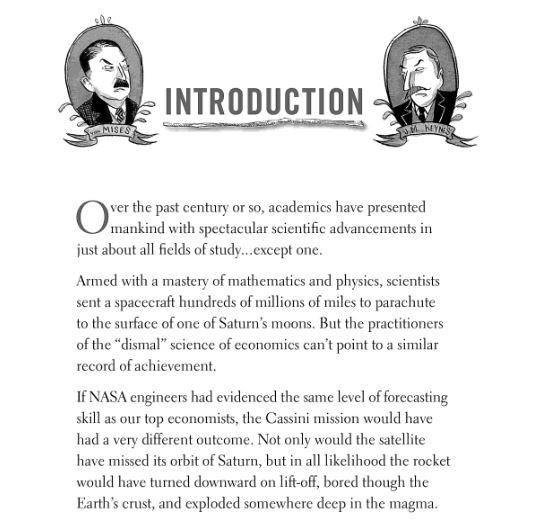 von MISES
INTRODUCTION
J.M. KEYNES
Over the past century or so, academics have presented
mankind with spectacular scientific advancements in
just about all fields of study...except one.
Armed with a mastery of mathematics and physics, scientists
sent a spacecraft hundreds of millions of miles to parachute
to the surface of one of Saturn’s moons. But the practitioners
of the “dismal” science of economics can’t point to a similar
record of achievement.
If NASA engineers had evidenced the same level of forecasting
skill as our top economists, the Cassini mission would have
had a very different outcome. Not only would the satellite
have missed its orbit of Saturn, but in all likelihood the rocket
would have turned downward on lift-off, bored though the
Earth’s crust, and exploded somewhere deep in the magma.